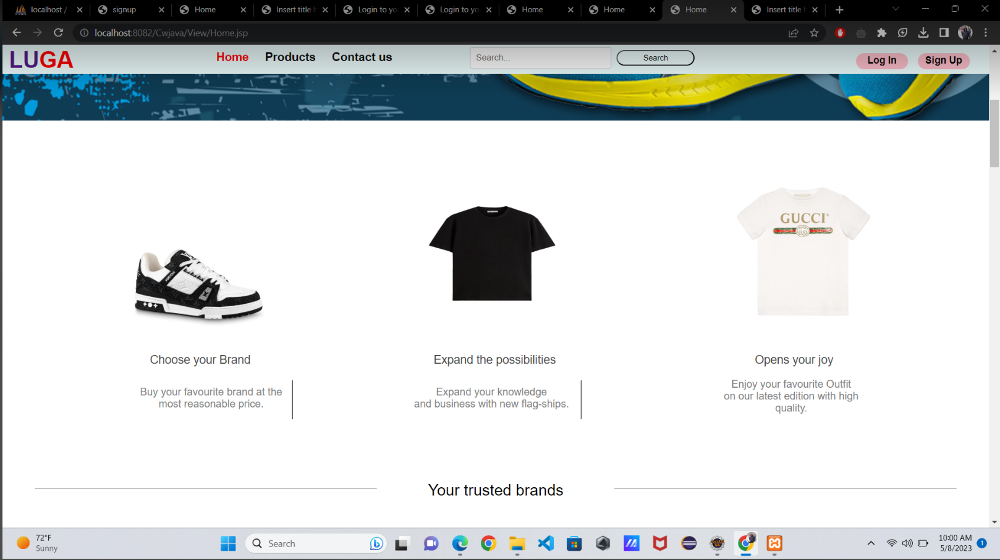 localhost /
signup
Home
Insert title h
Login to yo
Login to yo
Home
Home
Home
Insert title h
localhost:8082/Cwjava/View/Home.jsp
LUGA
Home
Products
Contact us
Search...
Search
Log In
Sign Up
GUCCI
Choose your Brand
Expand the possibilities
Opens your joy
Buy your favourite brand at the
most reasonable price.
Expand your knowledge
and business with new flag-ships.
Enjoy your favourite Outfit
on our latest edition with high
quality.
Your trusted brands
72°F
Sunny
Search
10:00 AM
5/8/2023
1